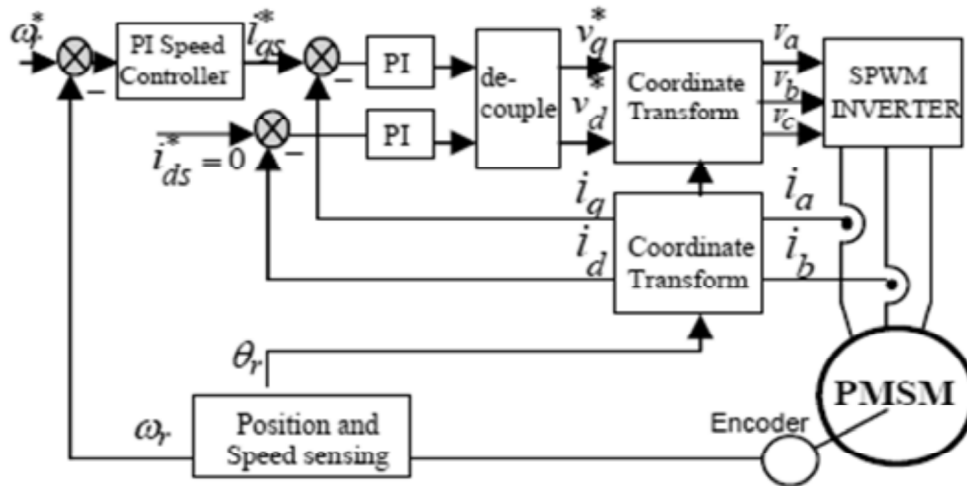 ω*r
PI Speed
Controller
i*qs
PI
de-
couple
v*q
v*d
Coordinate
Transform
Va
Vb
Vc
SPWM
INVERTER
PI
i*ds = 0
iq
id
Coordinate
Transform
ia
ib
θr
ωr
Position and
Speed sensing
Encoder
PMSM